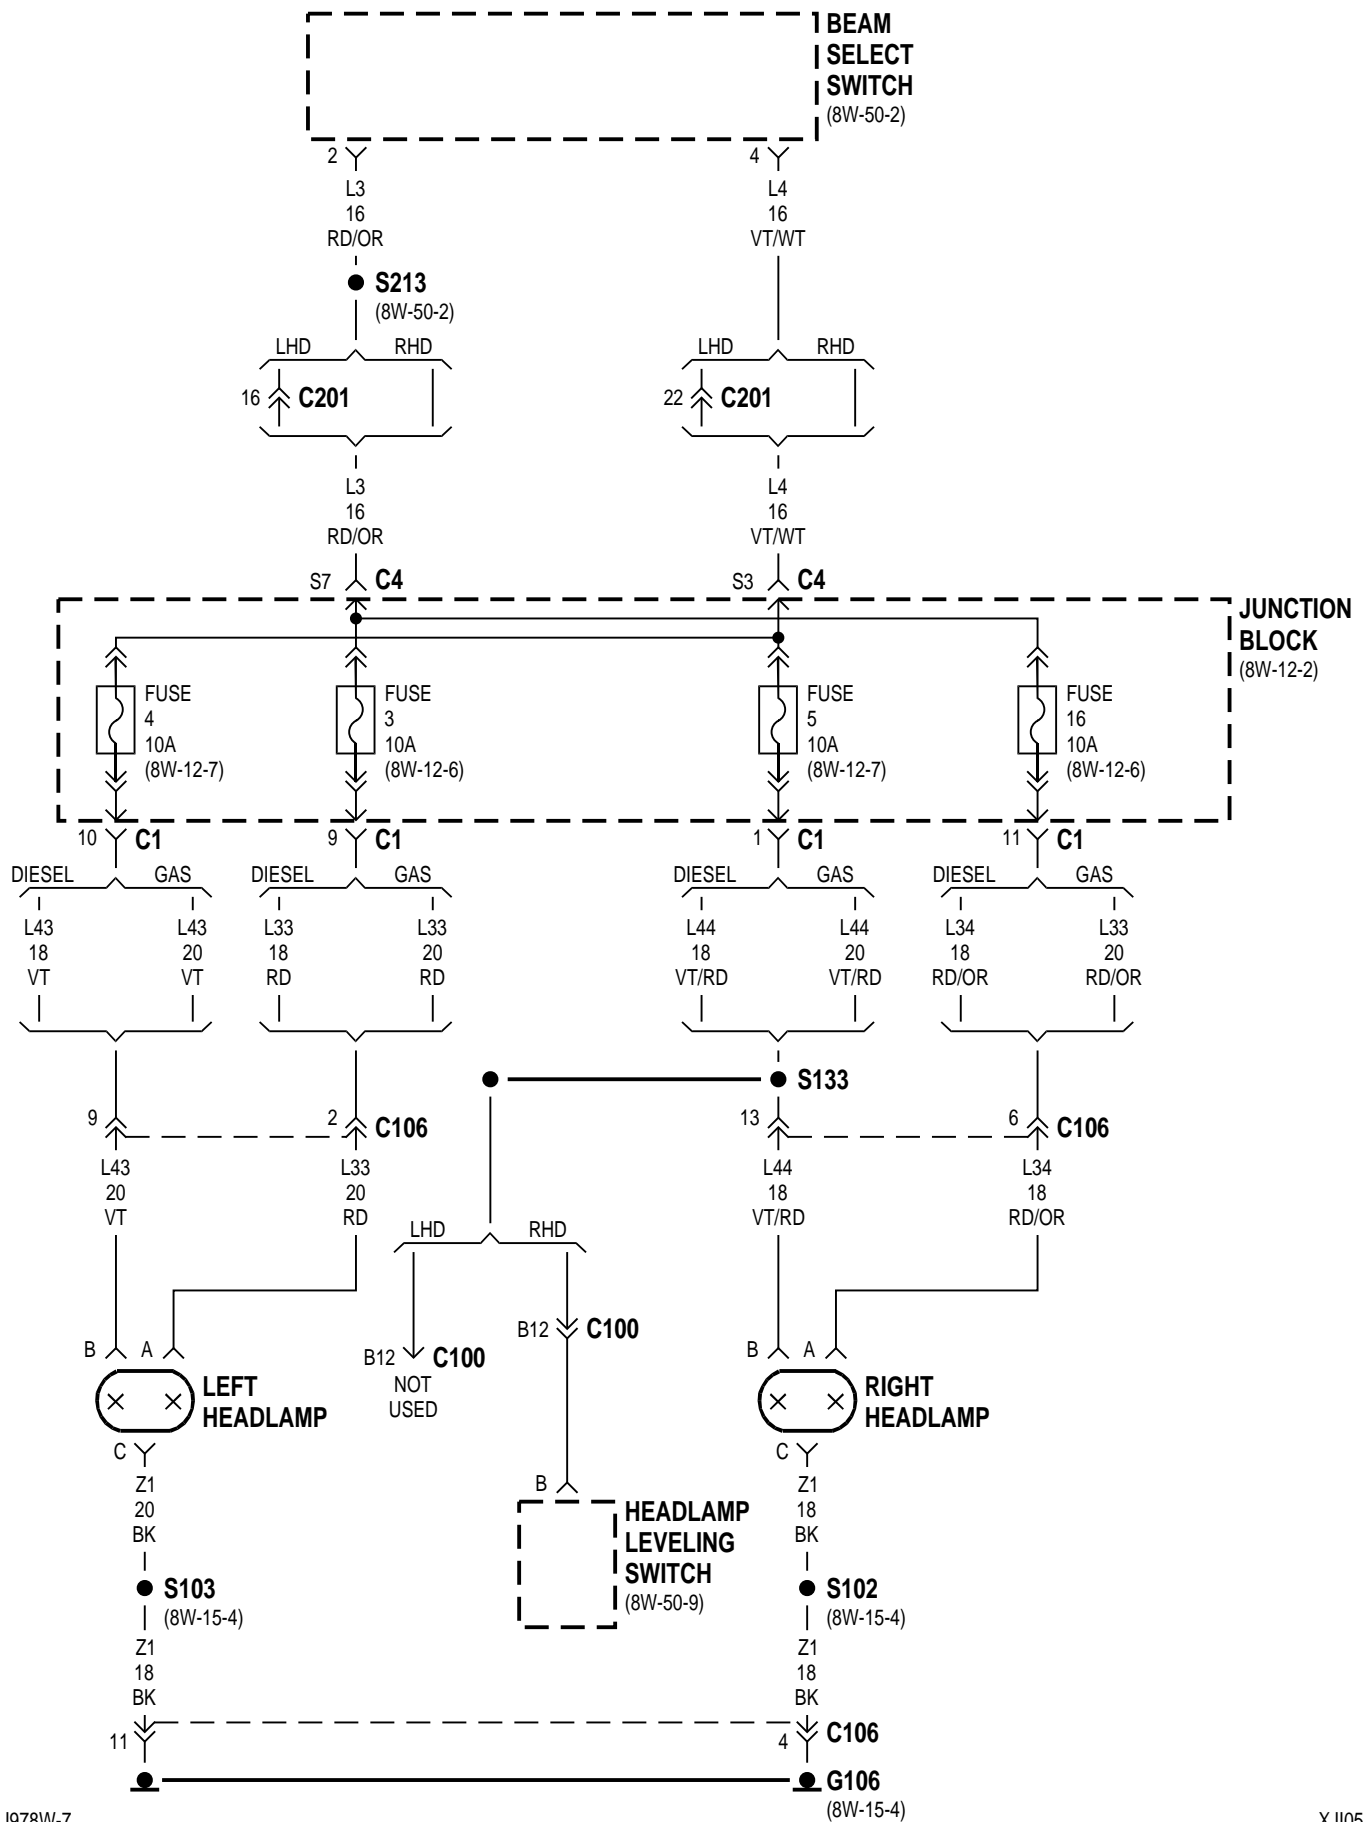 BEAM
SELECT
SWITCH
(8W-50-2)
2 4
L3 L4
16 16
RD/OR VT/WT
S213
(8W-50-2)
LHD RHD LHD RHD
16 C201 22 C201
L3 L4
16 16
RD/OR VT/WT
S7 C4 S3 C4
JUNCTION
BLOCK
(8W-12-2)
FUSE FUSE FUSE FUSE
4 3 5 16
10A 10A 10A 10A
(8W-12-7) (8W-12-6) (8W-12-7) (8W-12-6)
10 C1 9 C1 1 C1 11 C1
DIESEL GAS DIESEL GAS DIESEL GAS DIESEL GAS
L43 L43 L33 L33 L44 L44 L34 L33
18 20 18 20 18 20 18 20
VT VT RD RD VT/RD VT/RD RD/OR RD/OR
S133
9 2 C106 13 6 C106
L43 L33 L44 L34
20 20 18 18
VT RD VT/RD RD/OR
LHD RHD
B12 C100
B A B12 C100 B A
NOT
USED
LEFT
HEADLAMP
RIGHT
HEADLAMP
C C
B
Z1 Z1
20 18
BK BK
HEADLAMP
LEVELING
SWITCH
(8W-50-9)
S103 S102
(8W-15-4) (8W-15-4)
Z1 Z1
18 18
BK BK
11 4 C106
G106
(8W-15-4)
J978W-7 XJI05